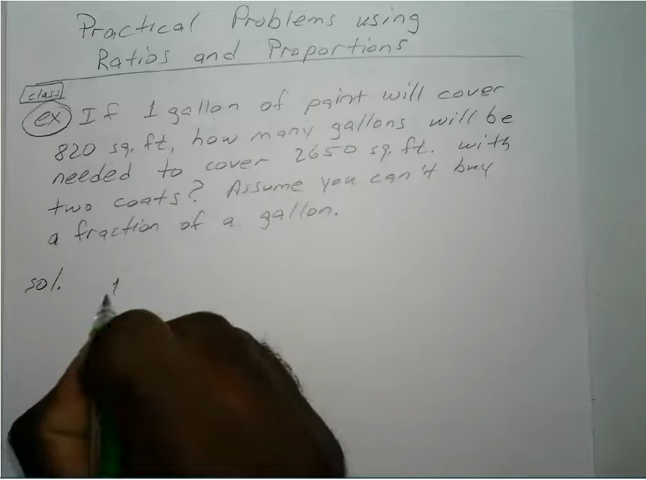 Practical Problems using
Ratios and Proportions
class
ex If 1 gallon of paint will cover
820 sq. ft, how many gallons will be
needed to cover 2650 sq. ft. with
two coats? Assume you can't buy
a fraction of a gallon.
sol. 1